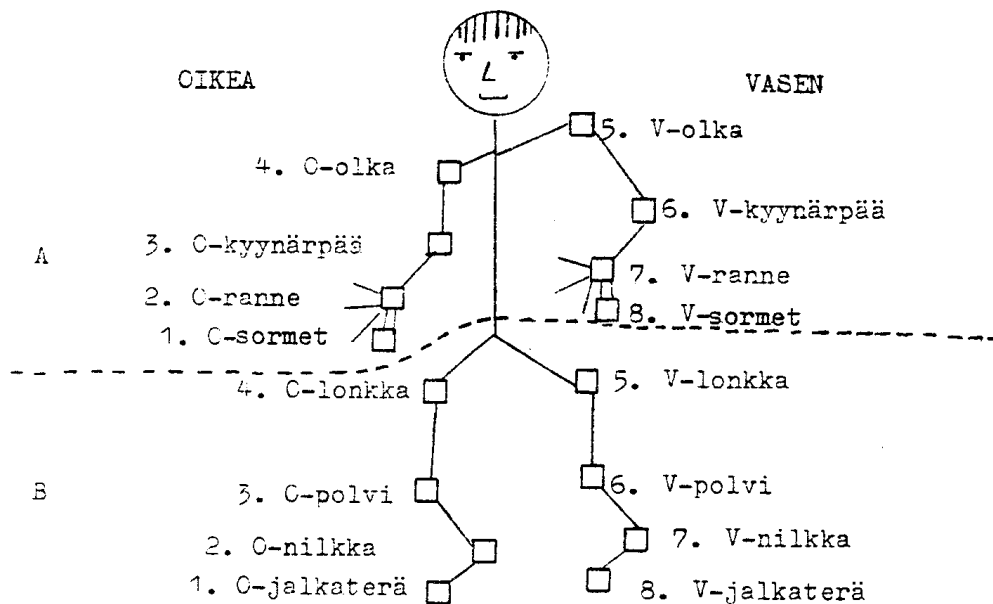 OIKEA VASEN
5. V-olka
4. O-olka
6. V-kyynärpää
3. O-kyynärpää
A
7. V-ranne
2. O-ranne
8. V-sormet
1. O-sormet
4. O-lonkka
5. V-lonkka
6. V-polvi
B
3. O-polvi
7. V-nilkka
2. O-nilkka
1. O-jalkaterä
8. V-jalkaterä